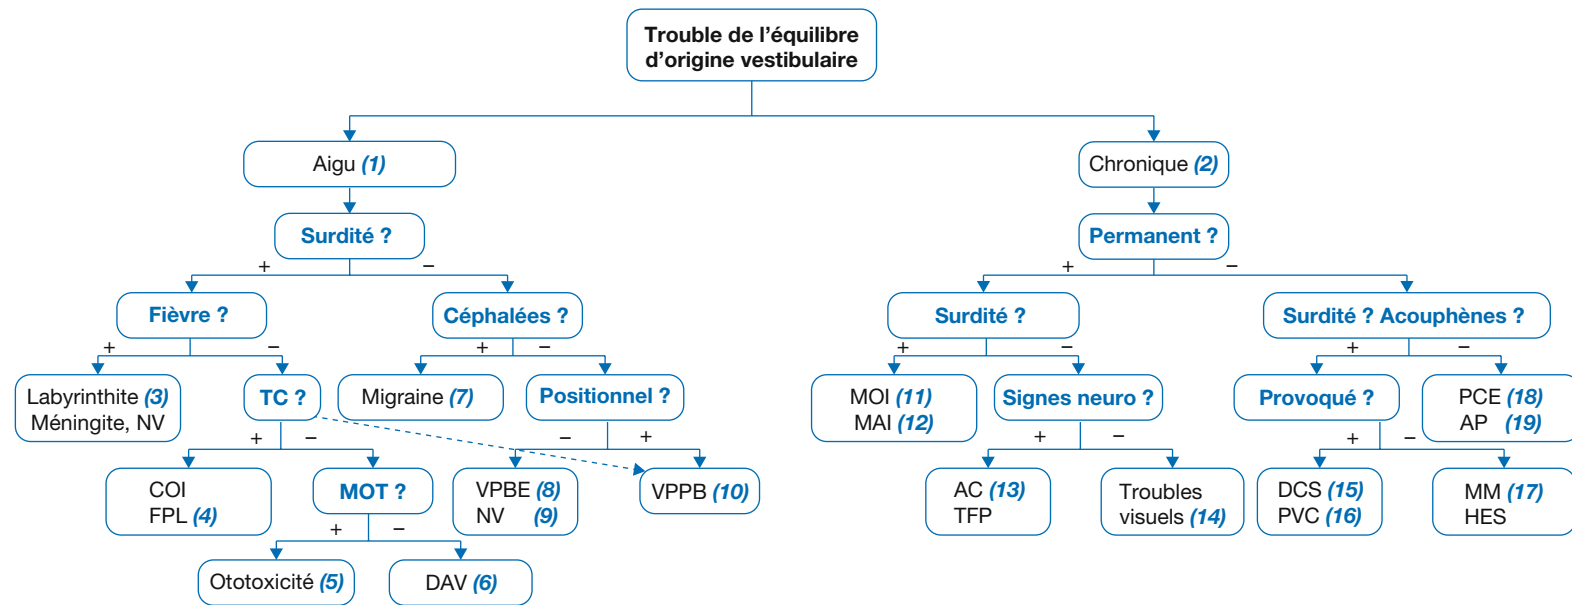 Trouble de l'équilibre
d'origine vestibulaire
Aigu (1)
Chronique (2)
Surdité ?
Permanent ?
+
−
+
−
Fièvre ?
Céphalées ?
Surdité ?
Surdité ? Acouphènes ?
+
−
+
−
+
−
+
−
Labyrinthite (3)
Méningite, NV
TC ?
Migraine (7)
Positionnel ?
MOI (11)
MAI (12)
Signes neuro ?
Provoqué ?
PCE (18)
AP (19)
+
−
−
+
+
−
+
−
COI
FPL (4)
MOT ?
VPBE (8)
NV (9)
VPPB (10)
AC (13)
TFP
Troubles
visuels (14)
DCS (15)
PVC (16)
MM (17)
HES
+
−
Ototoxicité (5)
DAV (6)